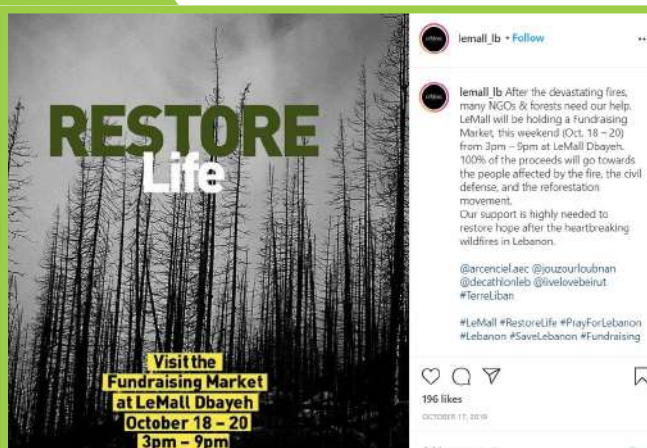 RESTORE
Life
Visit the
Fundraising Market
at LeMall Dbayeh
October 18 – 20
3pm – 9pm
lemall_lb • Follow
lemall_lb After the devastating fires,
many NGOs & forests need our help.
LeMall will be holding a Fundraising
Market, this weekend (Oct. 18 – 20)
from 3pm – 9pm at LeMall Dbayeh.
100% of the proceeds will go towards
the people affected by the fire, the civil
defense, and the reforestation
movement.
Our support is highly needed to
restore hope after the heartbreaking
wildfires in Lebanon.
@arcenciel.aec @jouzourloubnan
@decathlonleb @livelovebeirut
#TerreLiban
#LeMall #RestoreLife #PrayForLebanon
#Lebanon #SaveLebanon #Fundraising
196 likes
OCTOBER 17, 2019